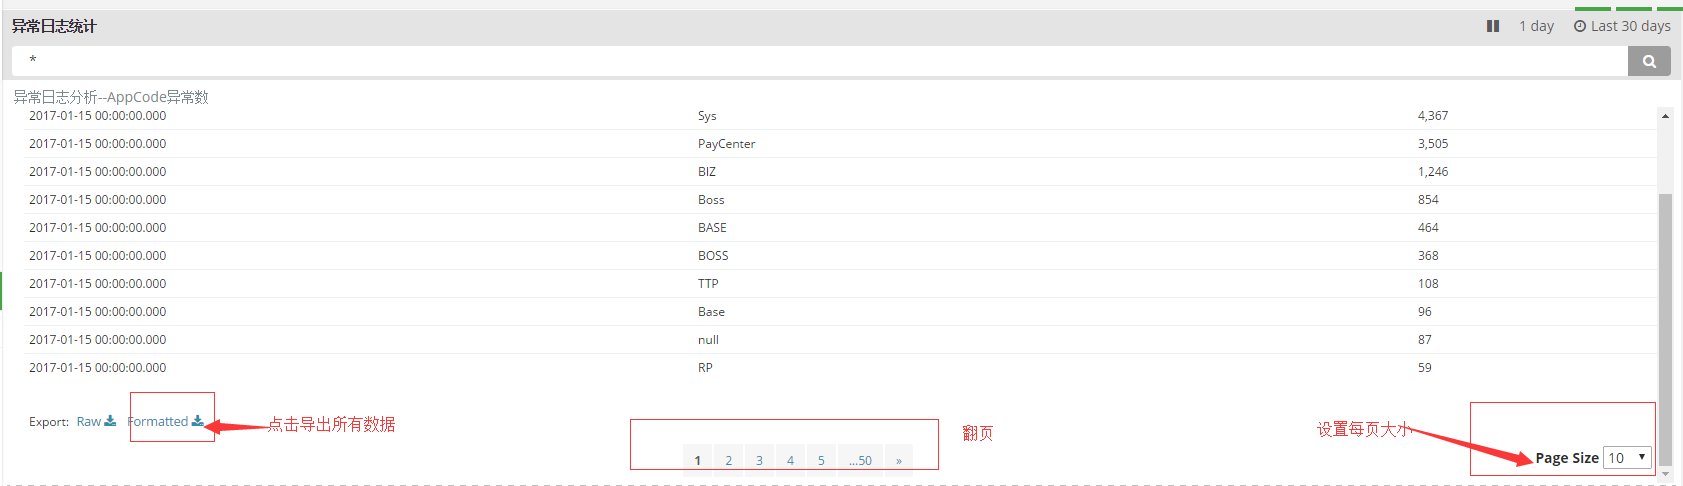 异常日志统计 1 day Last 30 days
*
异常日志分析--AppCode异常数
2017-01-15 00:00:00.000 Sys 4,367
2017-01-15 00:00:00.000 PayCenter 3,505
2017-01-15 00:00:00.000 BIZ 1,246
2017-01-15 00:00:00.000 Boss 854
2017-01-15 00:00:00.000 BASE 464
2017-01-15 00:00:00.000 BOSS 368
2017-01-15 00:00:00.000 TTP 108
2017-01-15 00:00:00.000 Base 96
2017-01-15 00:00:00.000 null 87
2017-01-15 00:00:00.000 RP 59
Export: Raw Formatted 点击导出所有数据
翻页
设置每页大小
1 2 3 4 5 ...50 »
Page Size 10